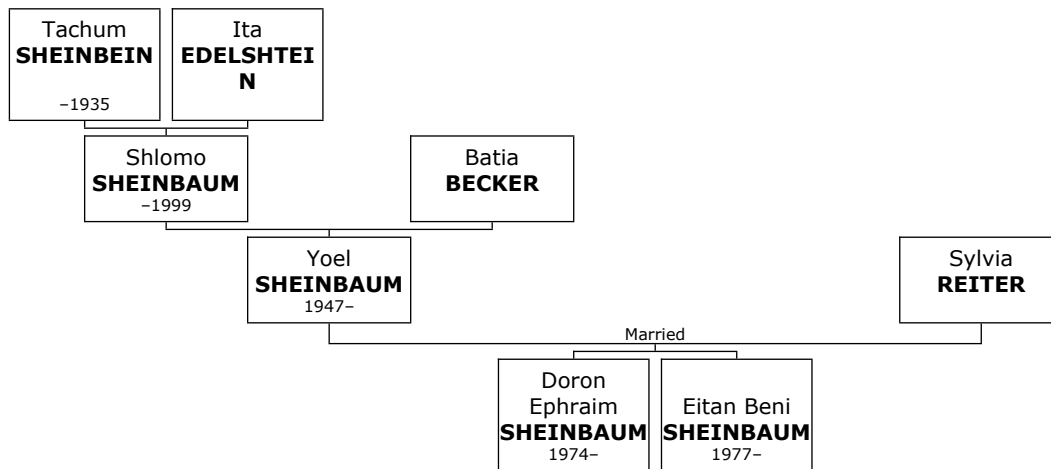 Tachum
SHEINBEIN
–1935
Ita
EDELSHTEI
N
Shlomo
SHEINBAUM
–1999
Batia
BECKER
Yoel
SHEINBAUM
1947–
Sylvia
REITER
Married
Doron
Ephraim
SHEINBAUM
1974–
Eitan Beni
SHEINBAUM
1977–